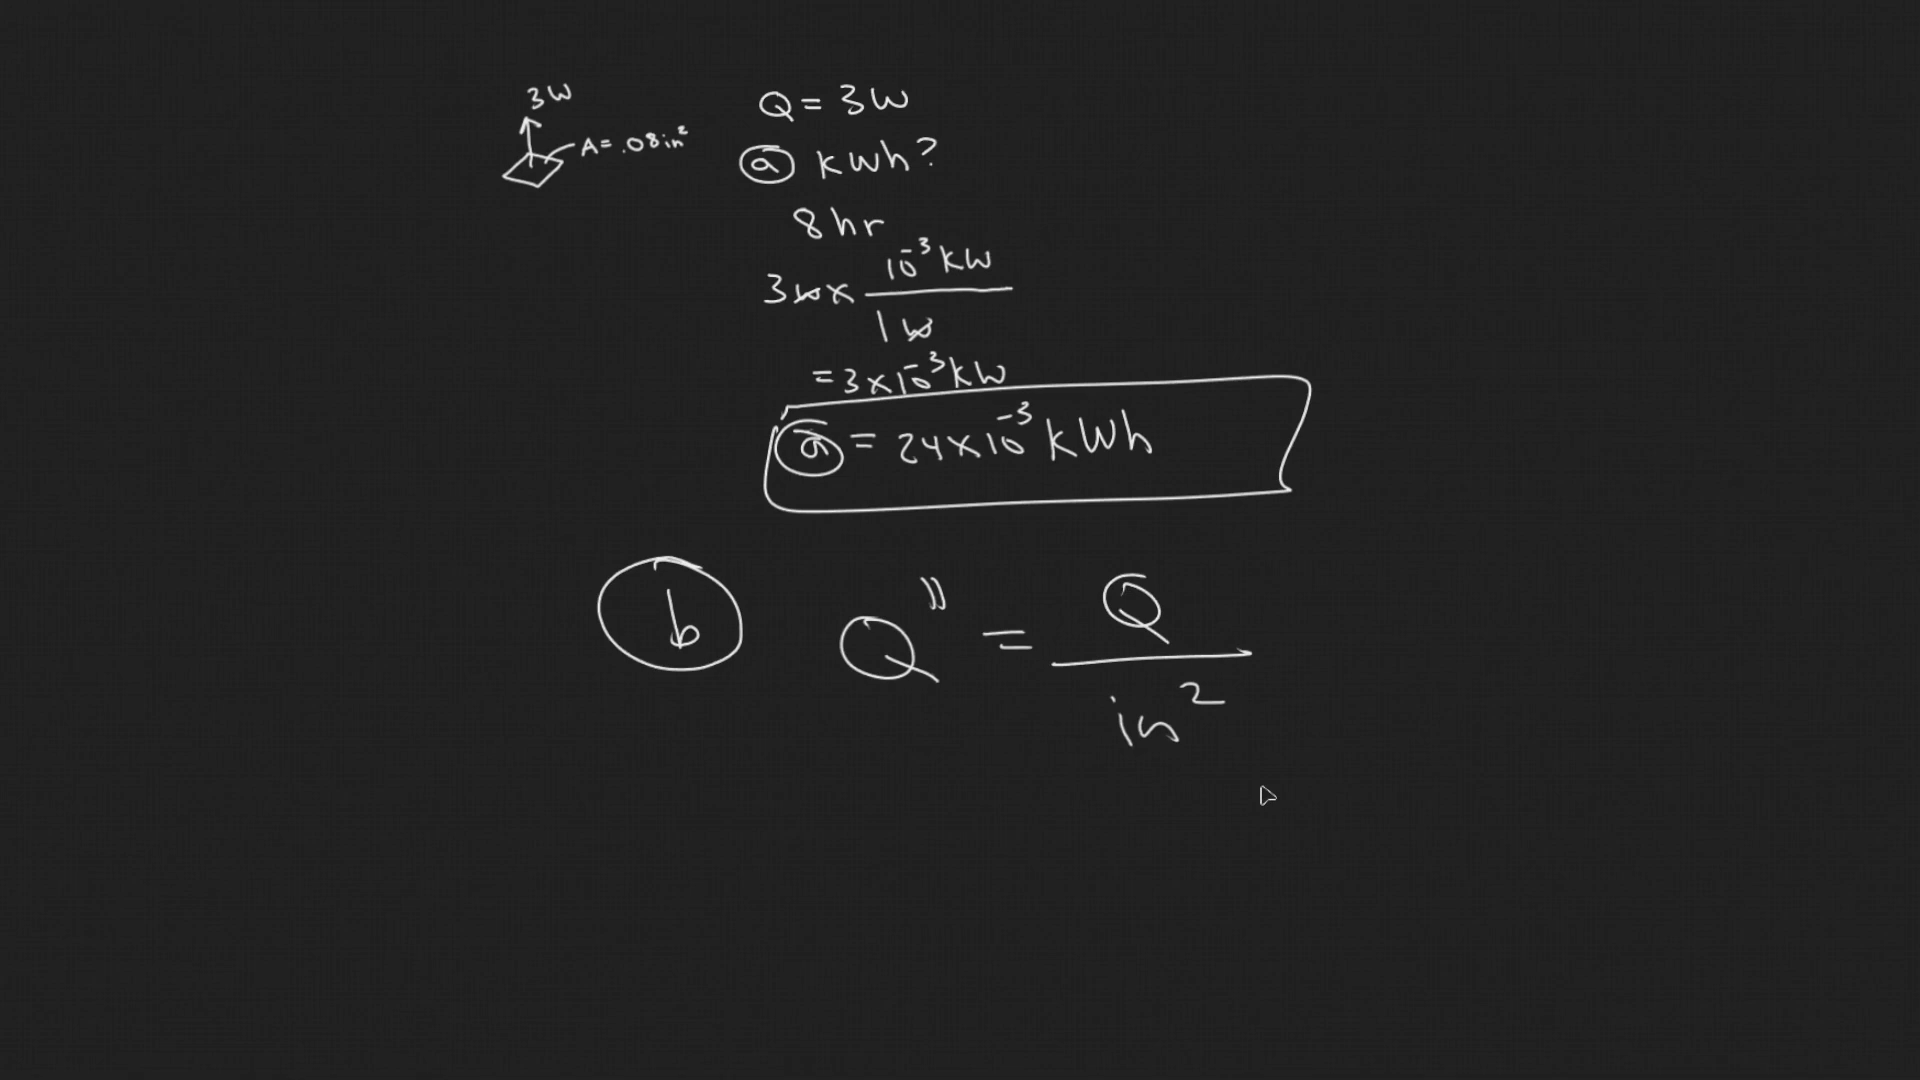 3W
A = .08in²
Q = 3W
ⓐ kWh?
8hr
3W x 10⁻³kW / 1W
= 3x10⁻³kW
ⓐ = 24x10⁻³ kWh
ⓑ Q" = Q / in²